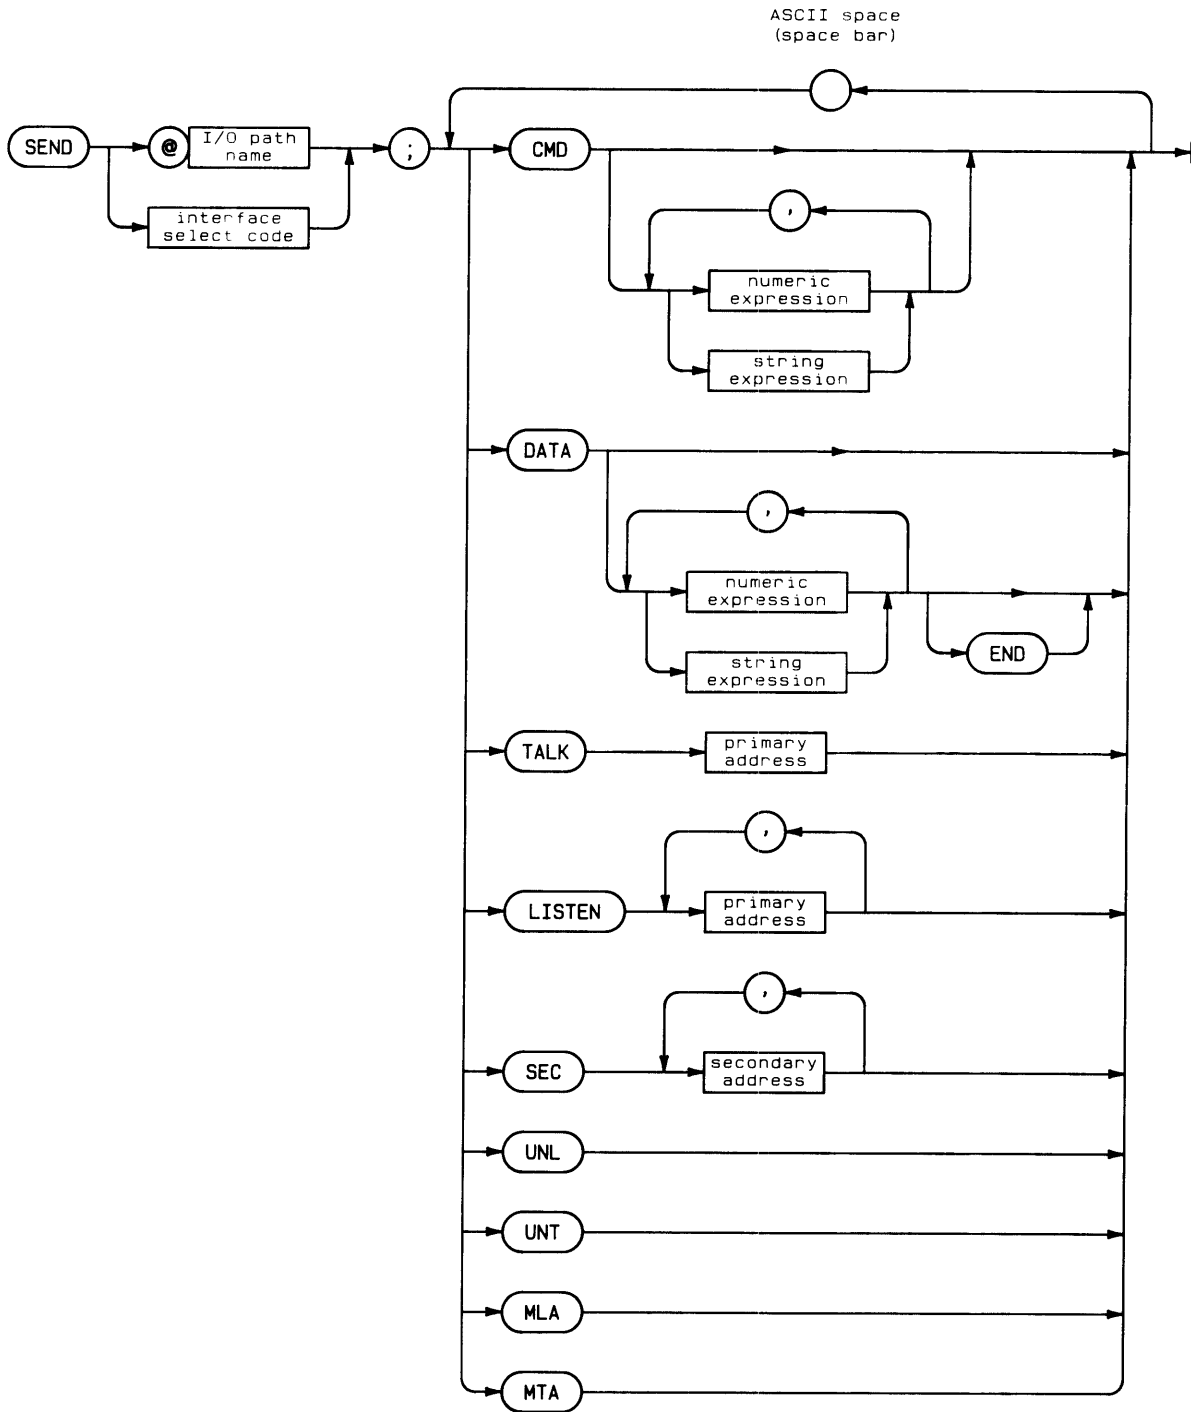 ASCII space
(space bar)
SEND
@
I/O path
name
;
interface
select code
CMD
,
numeric
expression
string
expression
DATA
,
numeric
expression
END
string
expression
TALK
primary
address
,
LISTEN
primary
address
,
SEC
secondary
address
UNL
UNT
MLA
MTA